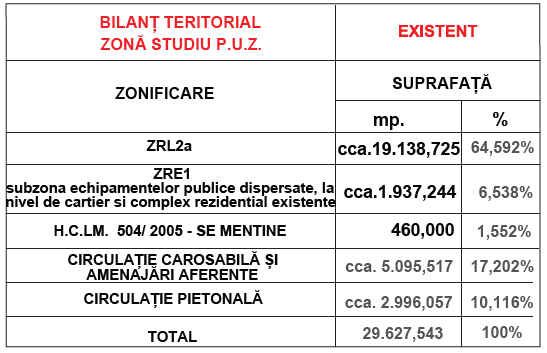 BILANȚ TERITORIAL
ZONĂ STUDIU P.U.Z.
EXISTENT
ZONIFICARE
SUPRAFAȚĂ
mp. %
ZRL2a cca.19.138,725 64,592%
ZRE1
subzona echipamentelor publice dispersate, la
nivel de cartier si complex rezidential existente
cca.1.937,244 6,538%
H.C.LM. 504/ 2005 - SE MENTINE 460,000 1,552%
CIRCULAȚIE CAROSABILĂ ȘI
AMENAJĂRI AFERENTE
cca. 5.095,517 17,202%
CIRCULAȚIE PIETONALĂ cca. 2.996,057 10,116%
TOTAL 29.627,543 100%